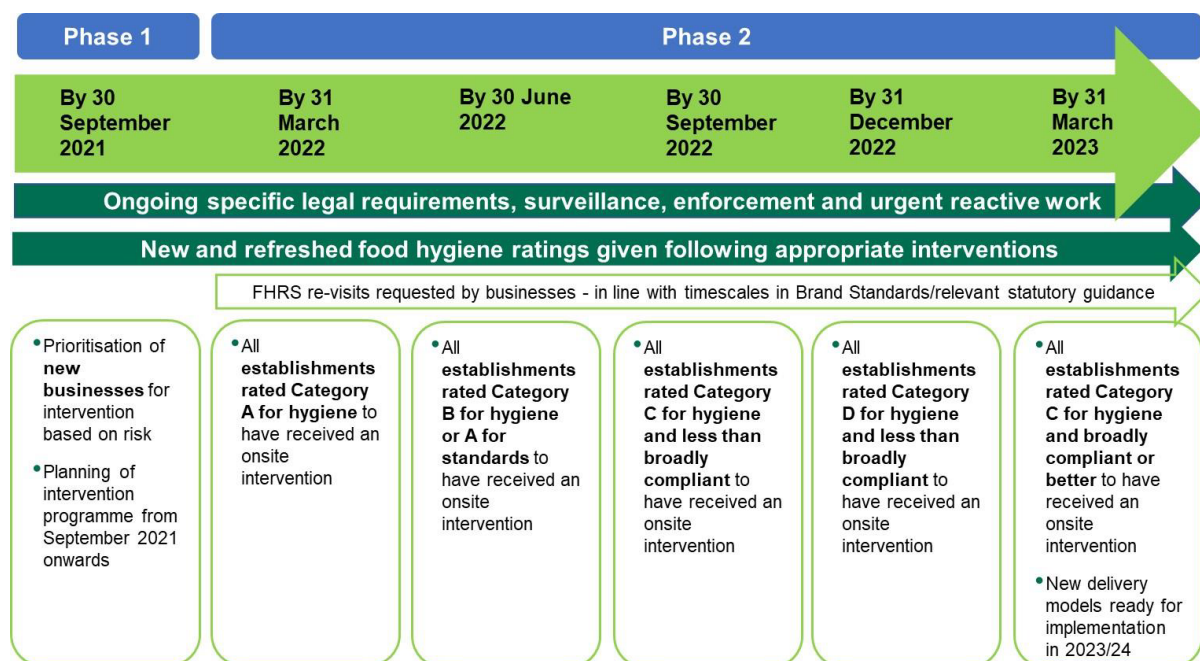 Phase 1
Phase 2
By 30
September
2021
By 31
March
2022
By 30 June
2022
By 30
September
2022
By 31
December
2022
By 31
March
2023
Ongoing specific legal requirements, surveillance, enforcement and urgent reactive work
New and refreshed food hygiene ratings given following appropriate interventions
FHRS re-visits requested by businesses - in line with timescales in Brand Standards/relevant statutory guidance
•Prioritisation of
new
businesses for
intervention
based on risk
•Planning of
intervention
programme from
September 2021
onwards
•All
establishments
rated Category
A for hygiene to
have received an
onsite
intervention
•All
establishments
rated Category
B for hygiene
or A for
standards to
have received an
onsite
intervention
•All
establishments
rated Category
C for hygiene
and less than
broadly
compliant to
have received an
onsite
intervention
•All
establishments
rated Category
D for hygiene
and less than
broadly
compliant to
have received an
onsite
intervention
•All
establishments
rated Category
C for hygiene
and broadly
compliant or
better to have
received an
onsite
intervention
•New delivery
models ready for
implementation
in 2023/24